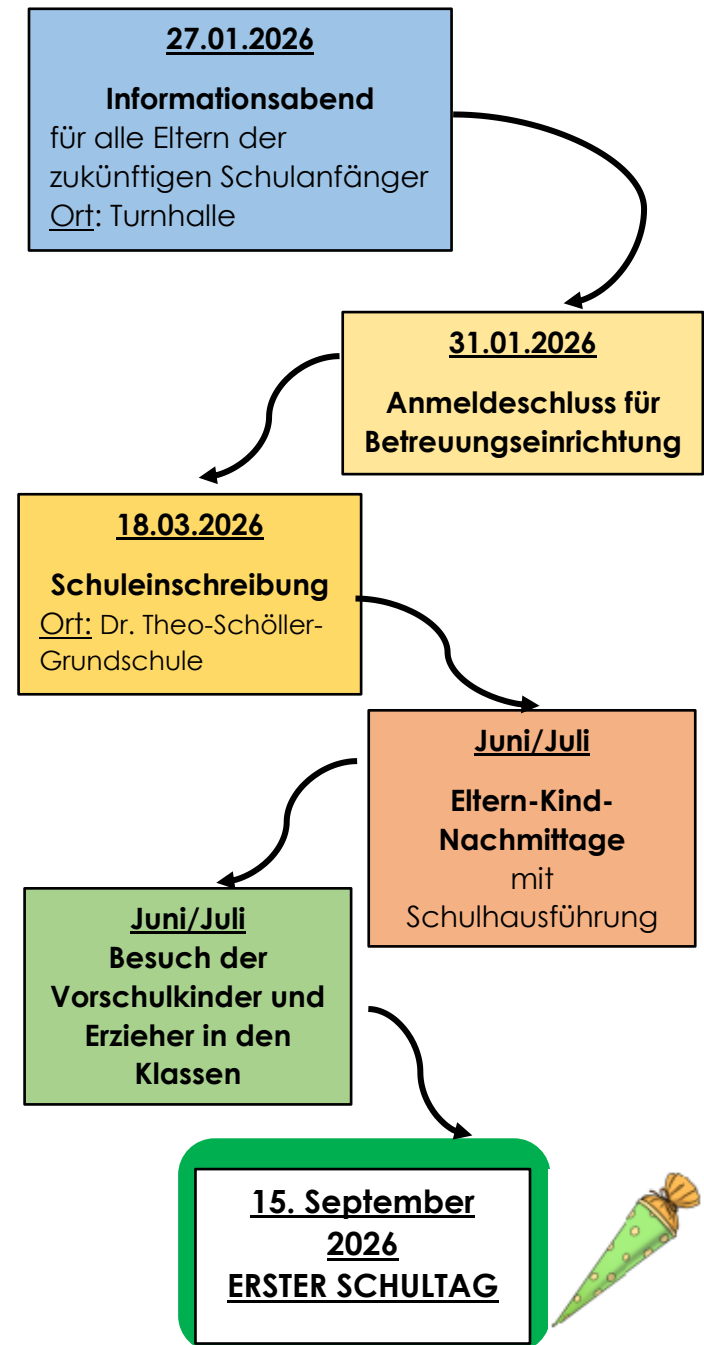 27.01.2026
Informationsabend
für alle Eltern der
zukünftigen Schulanfänger
Ort: Turnhalle
31.01.2026
Anmeldeschluss für
Betreuungseinrichtung
18.03.2026
Schuleinschreibung
Ort: Dr. Theo-Schöller-
Grundschule
Juni/Juli
Eltern-Kind-
Nachmittage
mit
Schulhausführung
Juni/Juli
Besuch der
Vorschulkinder und
Erzieher in den
Klassen
15. September
2026
ERSTER SCHULTAG